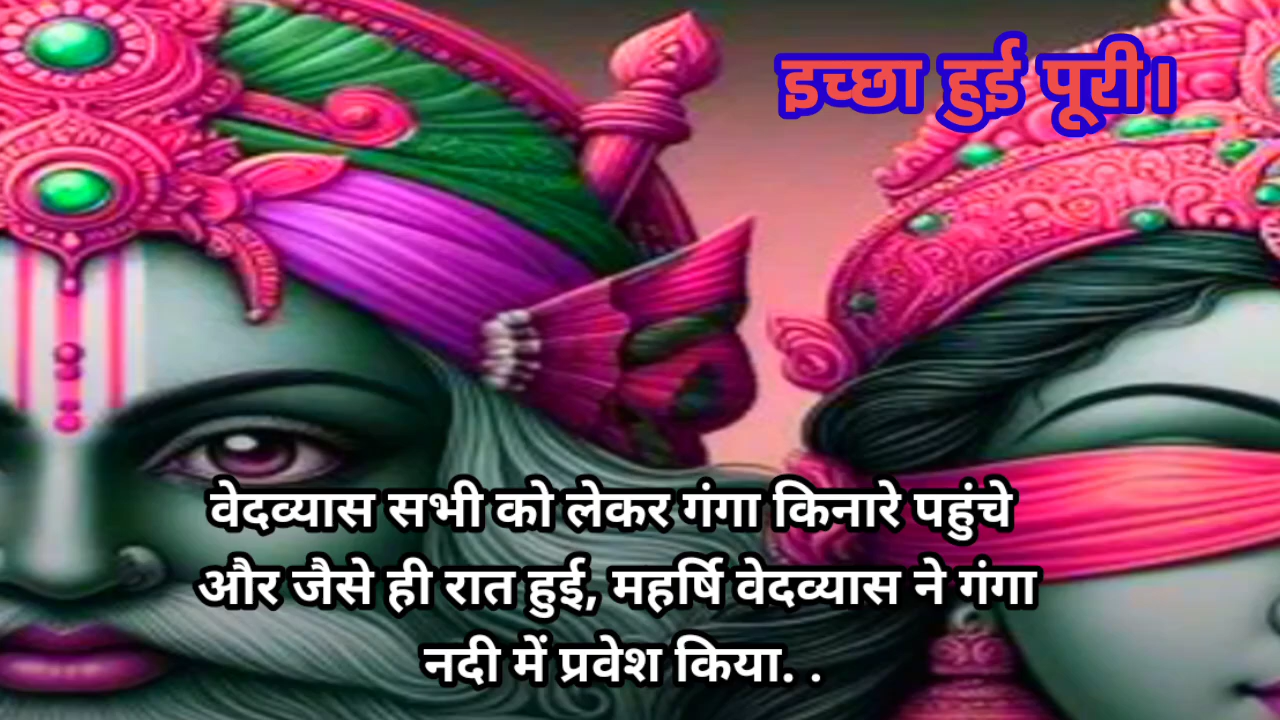 इच्छा हुई पूरी।
वेदव्यास सभी को लेकर गंगा किनारे पहुंचे
और जैसे ही रात हुई, महर्षि वेदव्यास ने गंगा
नदी में प्रवेश किया. .